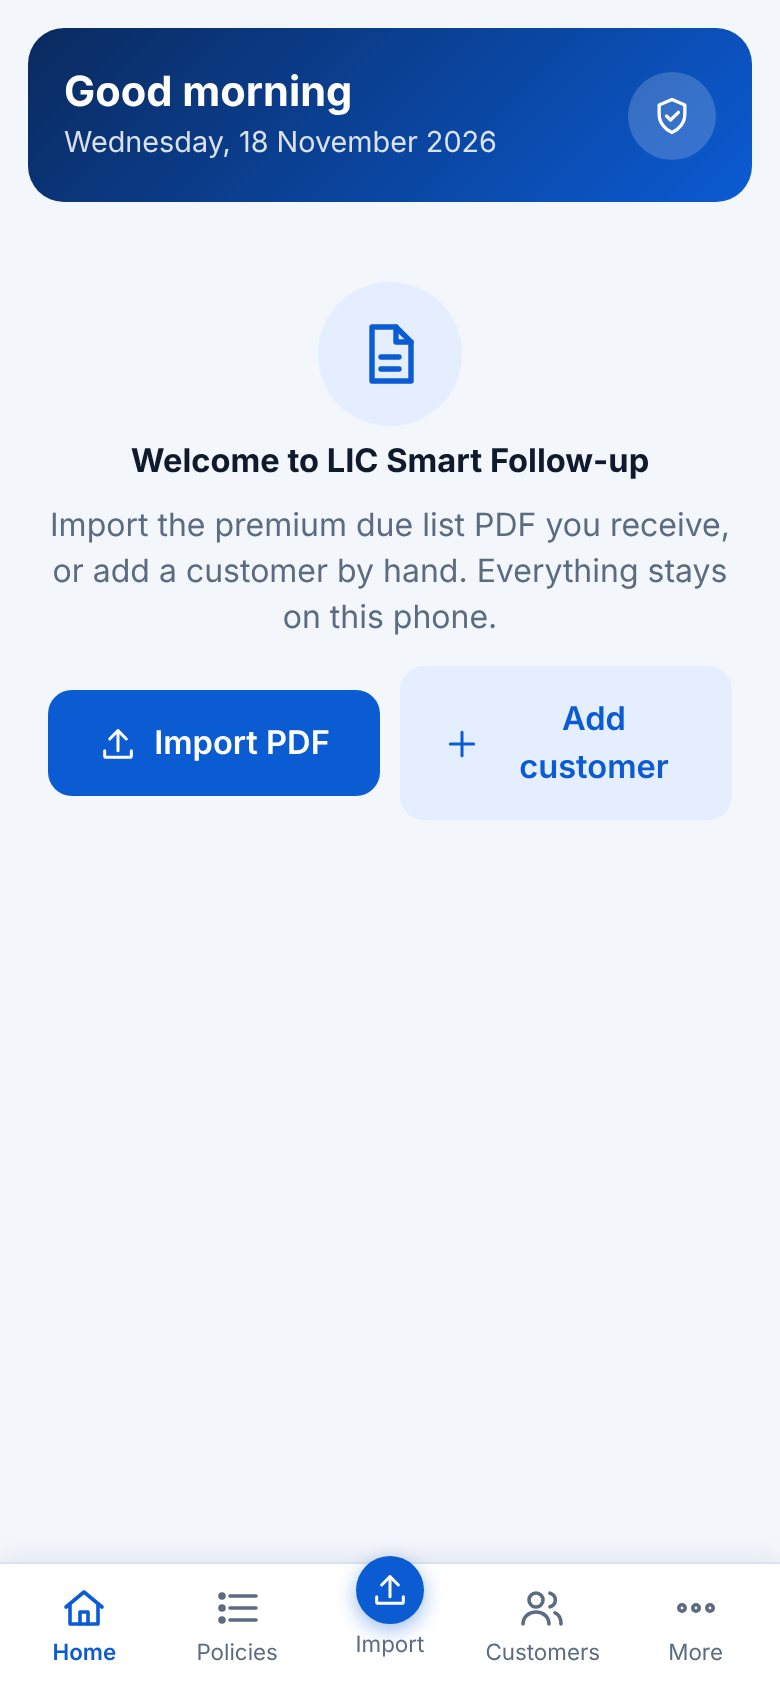 Good morning
Wednesday, 18 November 2026
Welcome to LIC Smart Follow-up
Import the premium due list PDF you receive,
or add a customer by hand. Everything stays
on this phone.
Import PDF
Add
customer
Home
Policies
Import
Customers
More